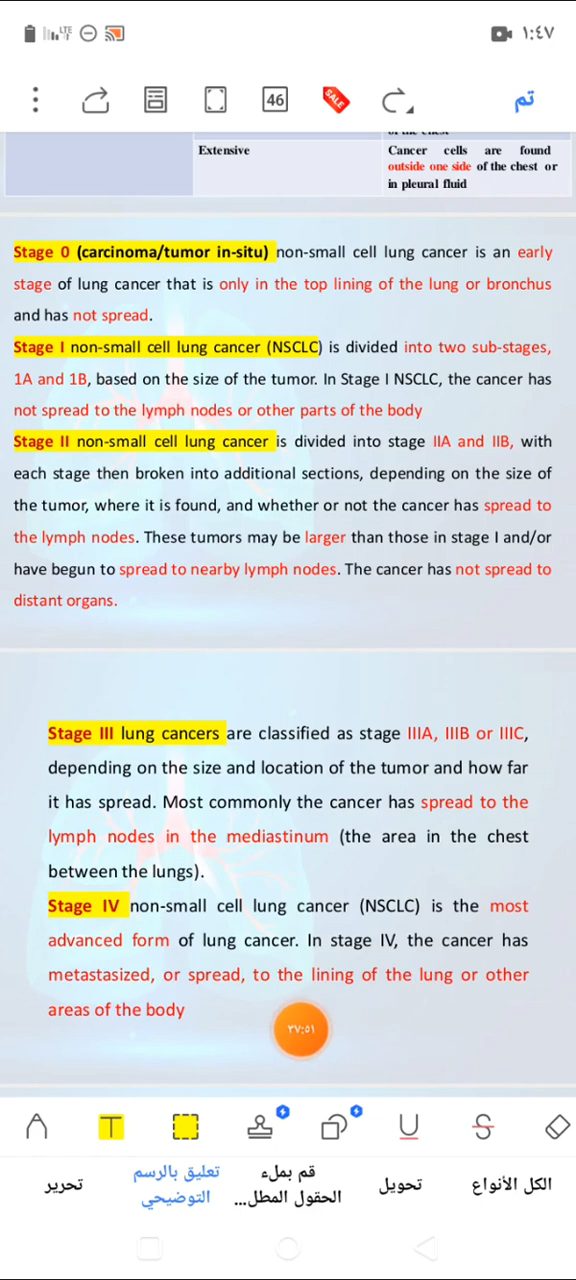 LTE
١:٤٧
46
SALE
تم
of the chest
Extensive
Cancer cells are found
outside one side of the chest or
in pleural fluid
Stage 0 (carcinoma/tumor in-situ) non-small cell lung cancer is an early
stage of lung cancer that is only in the top lining of the lung or bronchus
and has not spread.
Stage I non-small cell lung cancer (NSCLC) is divided into two sub-stages,
1A and 1B, based on the size of the tumor. In Stage I NSCLC, the cancer has
not spread to the lymph nodes or other parts of the body
Stage II non-small cell lung cancer is divided into stage IIA and IIB, with
each stage then broken into additional sections, depending on the size of
the tumor, where it is found, and whether or not the cancer has spread to
the lymph nodes. These tumors may be larger than those in stage I and/or
have begun to spread to nearby lymph nodes. The cancer has not spread to
distant organs.
Stage III lung cancers are classified as stage IIIA, IIIB or IIIC,
depending on the size and location of the tumor and how far
it has spread. Most commonly the cancer has spread to the
lymph nodes in the mediastinum (the area in the chest
between the lungs).
Stage IV non-small cell lung cancer (NSCLC) is the most
advanced form of lung cancer. In stage IV, the cancer has
metastasized, or spread, to the lining of the lung or other
areas of the body
٣٧:٥١
T
U
S
الكل الأنواع
تحويل
قم بملء
الحقول المطل...
تعليق بالرسم
التوضيحي
تحرير